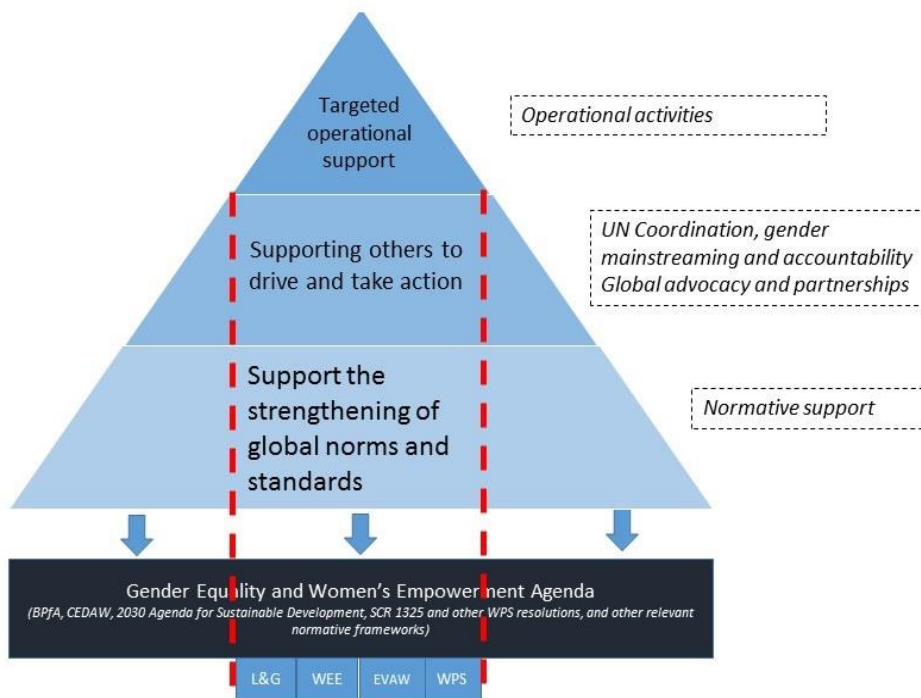 Targeted
operational
support
Operational activities
Supporting others to
drive and take action
UN Coordination, gender
mainstreaming and accountability
Global advocacy and partnerships
Support the
strengthening of
global norms and
standards
Normative support
Gender Equality and Women's Empowerment Agenda
(BPfA, CEDAW, 2030 Agenda for Sustainable Development, SCR 1325 and other WPS resolutions, and other relevant
normative frameworks)
L&G WEE EVAW WPS